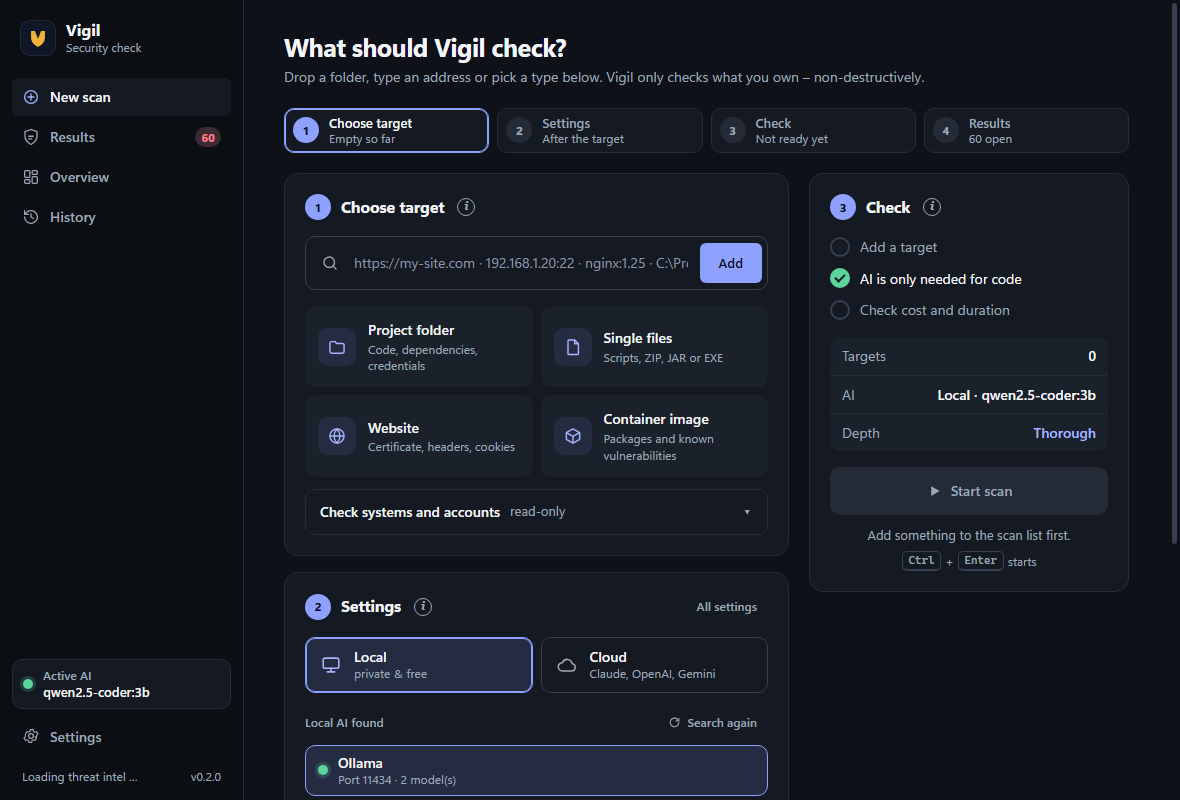 Vigil
Security check
New scan
Results
60
Overview
History
Active AI
qwen2.5-coder:3b
Settings
Loading threat intel ...
v0.2.0
What should Vigil check?
Drop a folder, type an address or pick a type below. Vigil only checks what you own – non-destructively.
1
Choose target
Empty so far
2
Settings
After the target
3
Check
Not ready yet
4
Results
60 open
1
Choose target
i
https://my-site.com · 192.168.1.20:22 · nginx:1.25 · C:\Pr
Add
Project folder
Code, dependencies,
credentials
Single files
Scripts, ZIP, JAR or EXE
Website
Certificate, headers, cookies
Container image
Packages and known
vulnerabilities
Check systems and accounts read-only
2
Settings
i
All settings
Local
private & free
Cloud
Claude, OpenAI, Gemini
Local AI found
Search again
Ollama
Port 11434 · 2 model(s)
3
Check
i
Add a target
AI is only needed for code
Check cost and duration
Targets
0
AI
Local · qwen2.5-coder:3b
Depth
Thorough
Start scan
Add something to the scan list first.
Ctrl + Enter starts